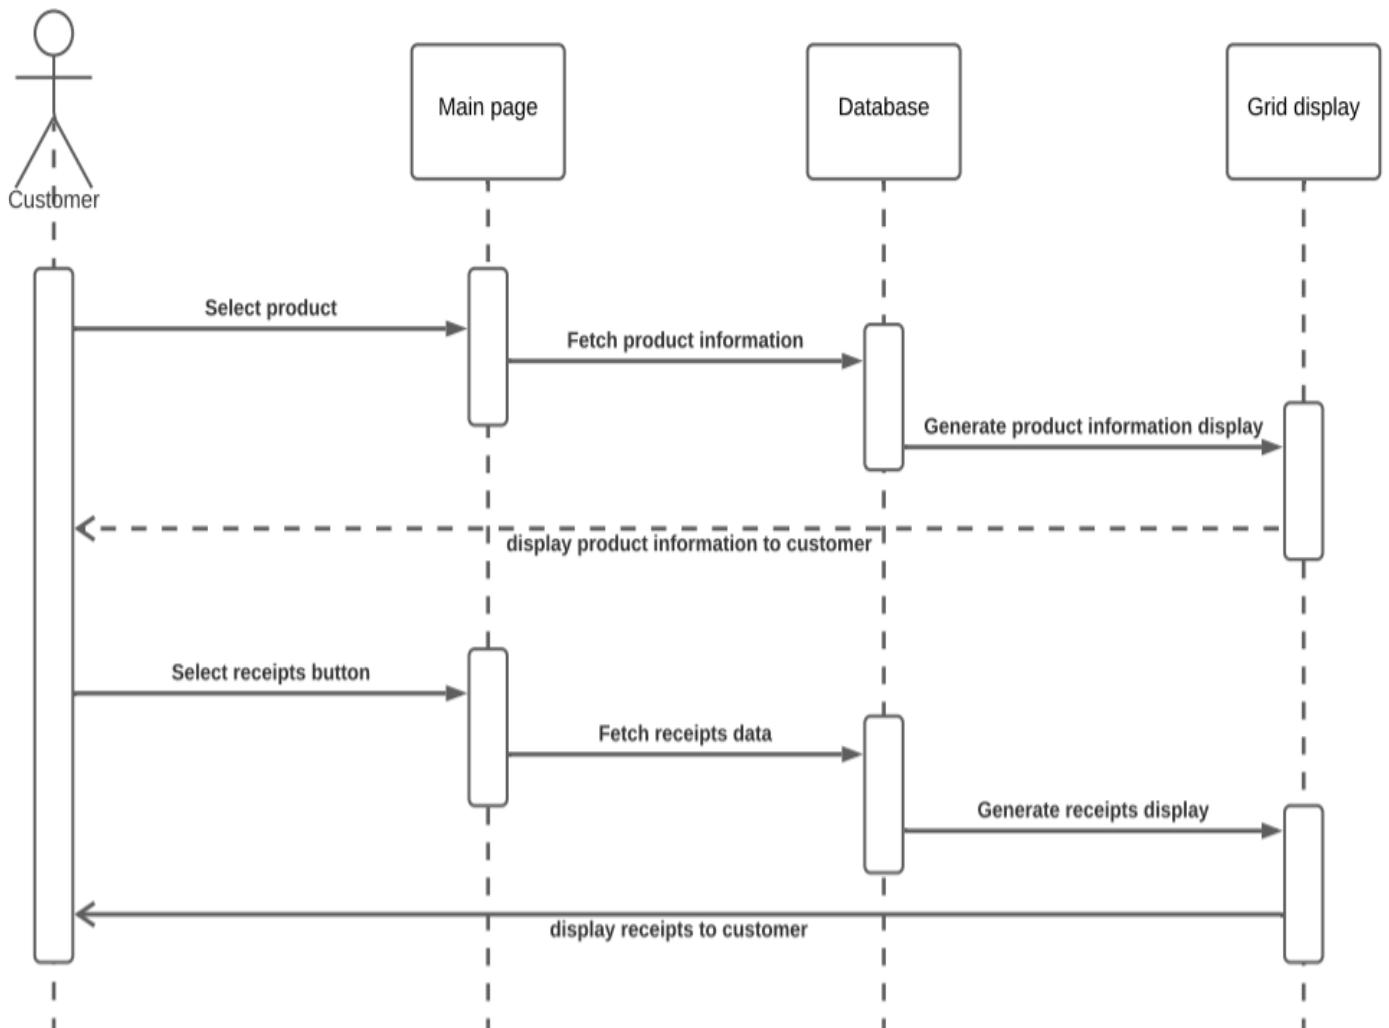 Customer
Main page
Database
Grid display
Select product
Fetch product information
Generate product information display
display product information to customer
Select receipts button
Fetch receipts data
Generate receipts display
display receipts to customer